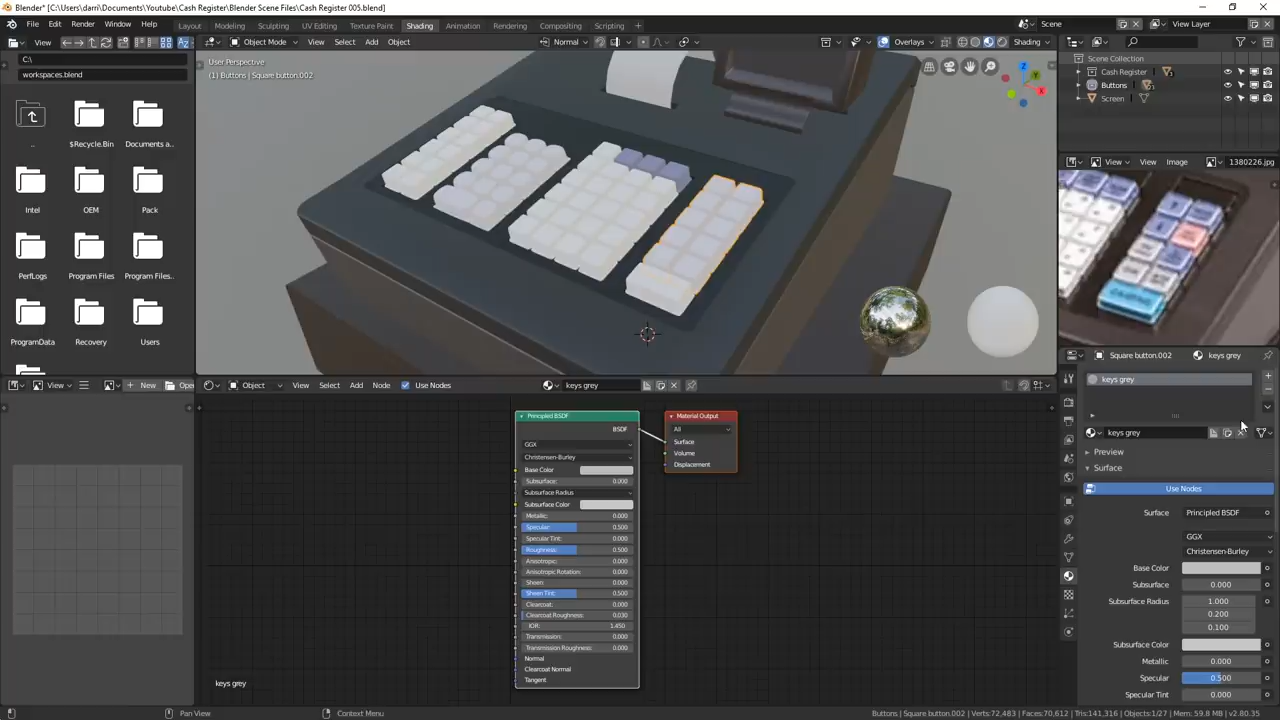 Blender* [C:\Users\darri\Documents\Youtube\Cash Register\Blender Scene Files\Cash Register 005.blend]
File Edit Render Window Help Layout Modeling Sculpting UV Editing Texture Paint Shading Animation Rendering Compositing Scripting + Scene View Layer
View Object Mode View Select Add Object Normal Overlays Shading
C:\
workspaces.blend
.. $Recycle.Bin Documents a..
Intel OEM Pack
PerfLogs Program Files Program Files..
ProgramData Recovery Users
User Perspective
(1) Buttons | Square button.002
Scene Collection
Cash Register
Buttons
Screen
View View Image 1380226.jpg
Square button.002 keys grey
keys grey
keys grey
Preview
Surface
Use Nodes
Surface Principled BSDF
GGX
Christensen-Burley
Base Color
Subsurface 0.000
Subsurface Radius 1.000
0.200
0.100
Subsurface Color
Metallic 0.000
Specular 0.500
Specular Tint 0.000
View New Open
Object View Select Add Node Use Nodes keys grey
Principled BSDF
BSDF
GGX
Christensen-Burley
Base Color
Subsurface: 0.000
Subsurface Radius
Subsurface Color
Metallic: 0.000
Specular: 0.500
Specular Tint: 0.000
Roughness: 0.500
Anisotropic: 0.000
Anisotropic Rotation: 0.000
Sheen: 0.000
Sheen Tint: 0.500
Clearcoat: 0.000
Clearcoat Roughness: 0.030
IOR: 1.450
Transmission: 0.000
Transmission Roughness: 0.000
Normal
Clearcoat Normal
Tangent
Material Output
All
Surface
Volume
Displacement
keys grey
Pan View Context Menu Buttons | Square button.002 | Verts:72,483 | Faces:70,612 | Tris:141,316 | Objects:1/27 | Mem: 59.8 MB | v2.80.35